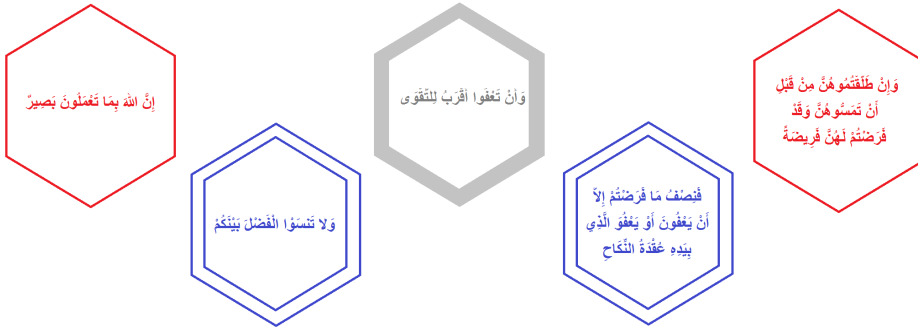 وَإِنْ طَلَّقْتُمُوهُنَّ مِنْ قَبْلِ
أَنْ تَمَسُّوهُنَّ وَقَدْ
فَرَضْتُمْ لَهُنَّ فَرِيضَةً
فَنِصْفُ مَا فَرَضْتُمْ إِلاَّ
أَنْ يَعْفُونَ أَوْ يَعْفُوَ الَّذِي
بِيَدِهِ عُقْدَةُ النِّكَاحِ
وَأَنْ تَعْفُوا أَقْرَبُ لِلتَّقْوَى
وَلا تَنسَوْا الْفَضْلَ بَيْنَكُمْ
إِنَّ اللهَ بِمَا تَعْمَلُونَ بَصِيرٌ